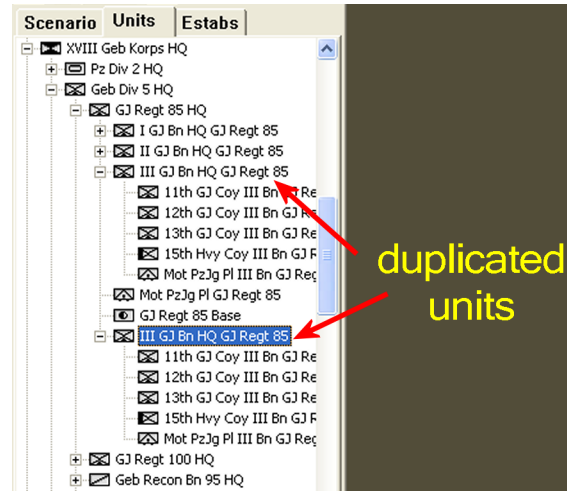 Scenario Units Estabs
XVIII Geb Korps HQ
Pz Div 2 HQ
Geb Div 5 HQ
GJ Regt 85 HQ
I GJ Bn HQ GJ Regt 85
II GJ Bn HQ GJ Regt 85
III GJ Bn HQ GJ Regt 85
11th GJ Coy III Bn GJ Re
12th GJ Coy III Bn GJ Re
13th GJ Coy III Bn GJ Re
15th Hvy Coy III Bn GJ R
Mot PzJg Pl III Bn GJ Reg
Mot PzJg Pl GJ Regt 85
GJ Regt 85 Base
III GJ Bn HQ GJ Regt 85
11th GJ Coy III Bn GJ Re
12th GJ Coy III Bn GJ Re
13th GJ Coy III Bn GJ Re
15th Hvy Coy III Bn GJ R
Mot PzJg Pl III Bn GJ Reg
GJ Regt 100 HQ
Geb Recon Bn 95 HQ
duplicated
units